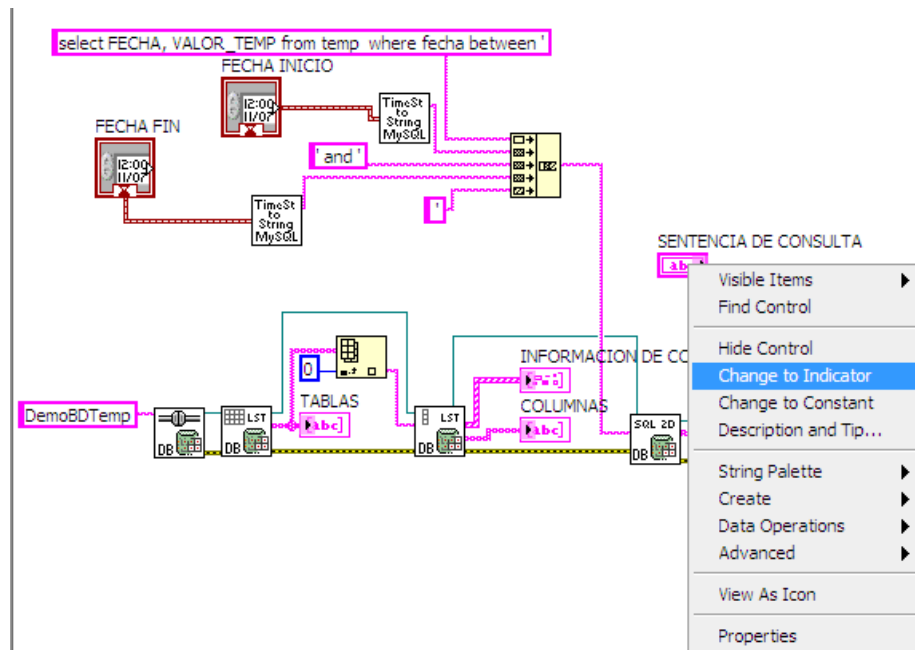 select FECHA, VALOR_TEMP from temp  where fecha between '
FECHA INICIO
12:00
11/07
TimeSt
to
String
MySQL
FECHA FIN
12:00
11/07
' and '
TimeSt
to
String
MySQL
'
SENTENCIA DE CONSULTA
abc
Visible Items
Find Control
Hide Control
Change to Indicator
Change to Constant
Description and Tip...
String Palette
Create
Data Operations
Advanced
View As Icon
Properties
0
INFORMACION DE CO
TABLAS
abc
COLUMNAS
abc
DemoBDTemp
LST
LST
SQL 2D
DB
DB
DB
DB